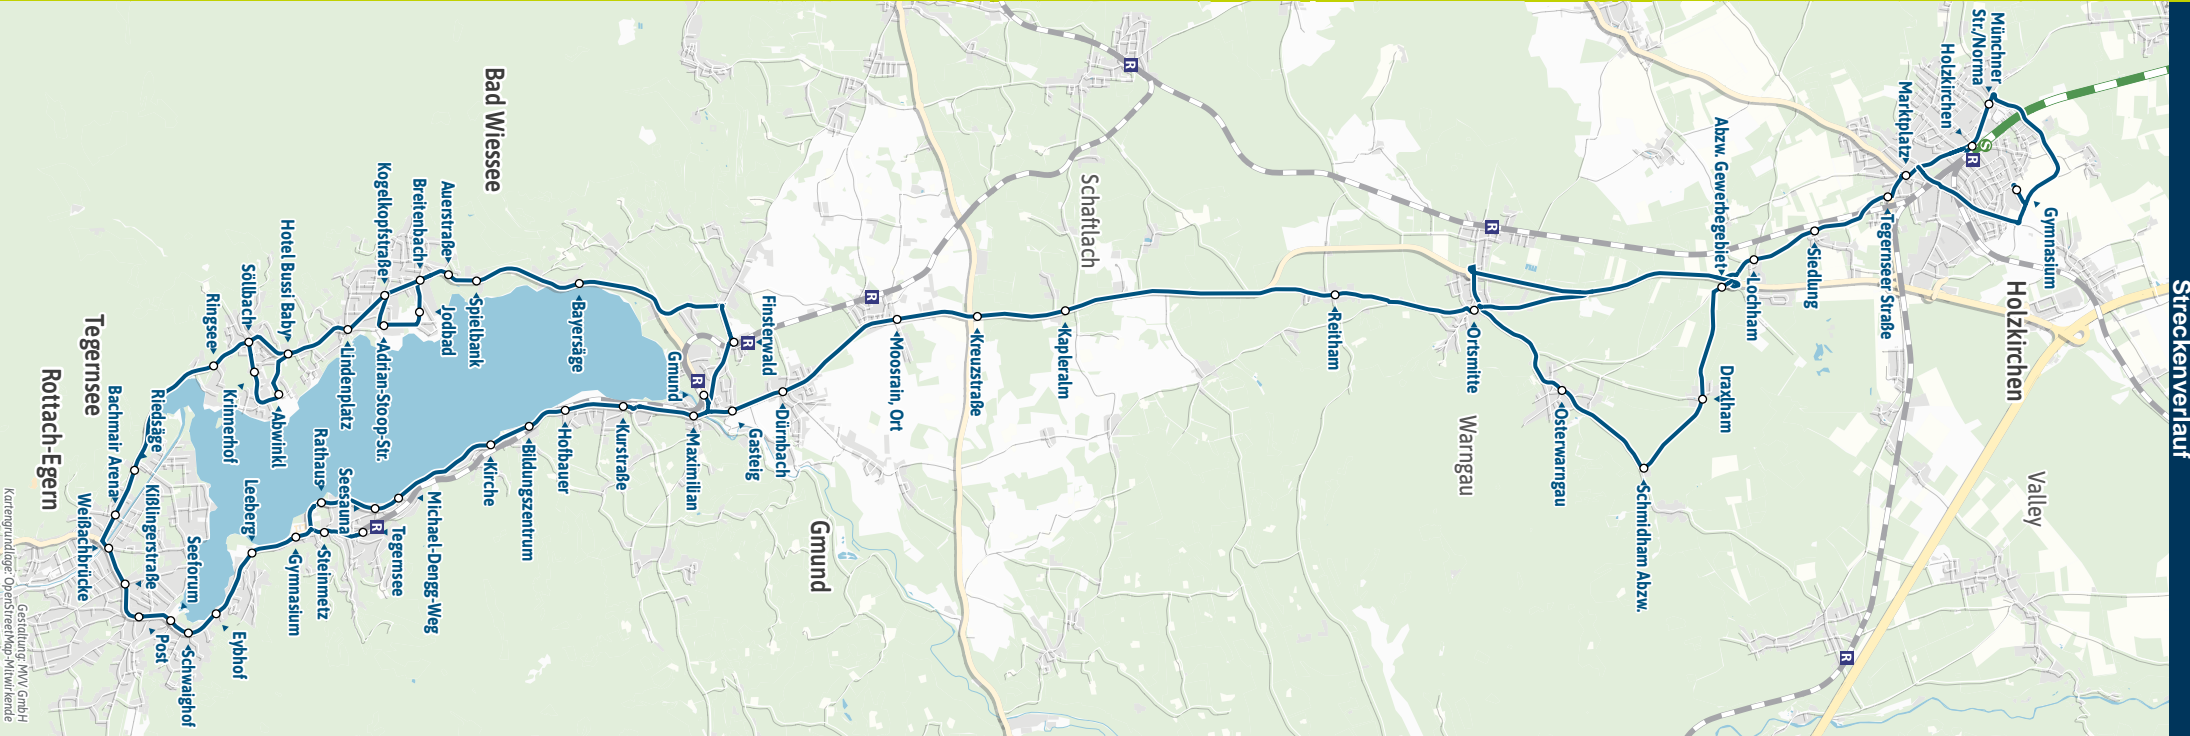 Streckenverlauf
Münchner
Str./Norma
Holzkirchen
Marktplatz
Gymnasium
Holzkirchen
Tegernseer Straße
Siedlung
Lochham
Abzw. Gewerbegebiet
Draxlham
Schmidham Abzw.
Osterwarngau
Ortsmitte
Warngau
Valley
Reitham
Schaftlach
Kapleralm
Kreuzstraße
Moosrain, Ort
Dürnbach
Finsterwald
Gasteig
Gmund
Gmund
Maximilian
Kurstraße
Hofbauer
Bildungszentrum
Kirche
Michael-Dengg-Weg
Tegernsee
Seesauna
Rathaus
Steinmetz
Gymnasium
Leeberg
Eybhof
Schwaighof
Seeforum
Post
Kißlingerstraße
Weißachbrücke
Bachmair Arena
Riedsäge
Rottach-Egern
Tegernsee
Bad Wiessee
Bayersäge
Spielbank
Auerstraße
Jodbad
Breitenbach
Kogelkopfstraße
Adrian-Stoop-Str.
Lindenplatz
Hotel Bussi Baby
Abwinkl
Söllbach
Krinnerhof
Ringsee
R
R
R
R
R
R
R
R
S
Gestaltung: MVV GmbH
Kartengrundlage: OpenStreetMap-Mitwirkende